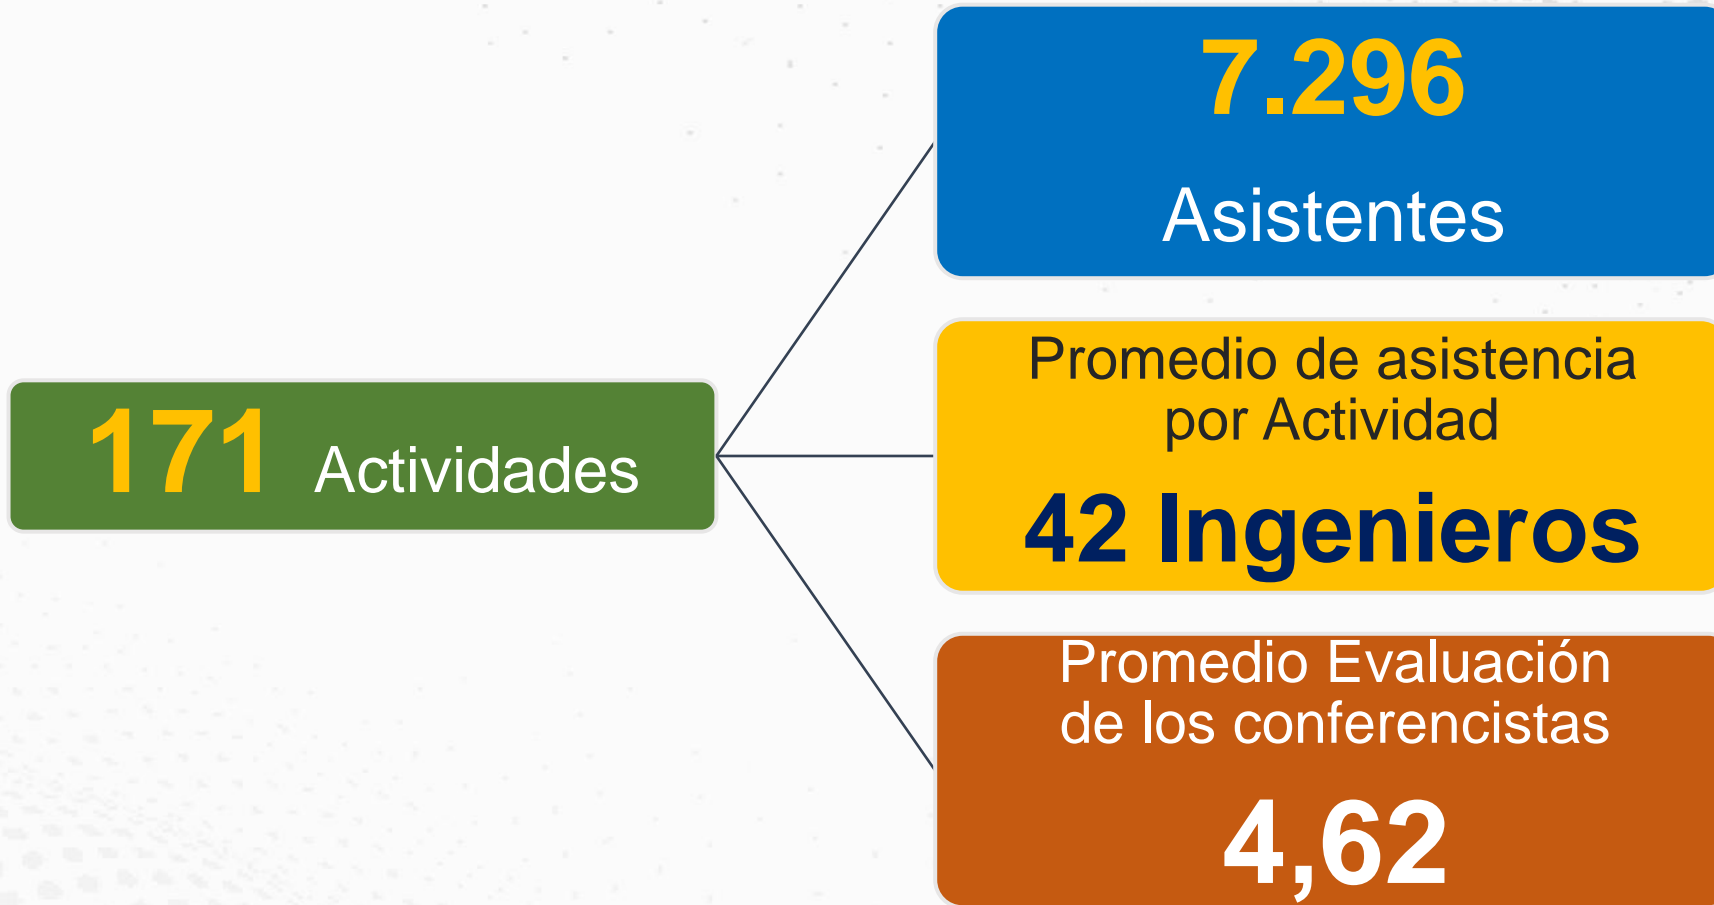 171 Actividades
7.296
Asistentes
Promedio de asistencia
por Actividad
42 Ingenieros
Promedio Evaluación
de los conferencistas
4,62